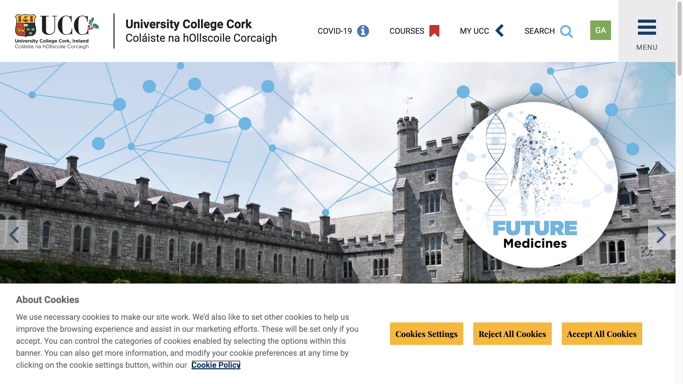 UCC
University College Cork, Ireland
Coláiste na hOllscoile Corcaigh
University College Cork
Coláiste na hOllscoile Corcaigh
COVID-19
COURSES
MY UCC
SEARCH
GA
MENU
FUTURE
Medicines
About Cookies
We use necessary cookies to make our site work. We'd also like to set other cookies to help us
improve the browsing experience and assist in our marketing efforts. These will be set only if you
accept. You can control the categories of cookies enabled by selecting the options within this
banner. You can also get more information, and modify your cookie preferences at any time by
clicking on the cookie settings button, within our Cookie Policy
Cookies Settings
Reject All Cookies
Accept All Cookies